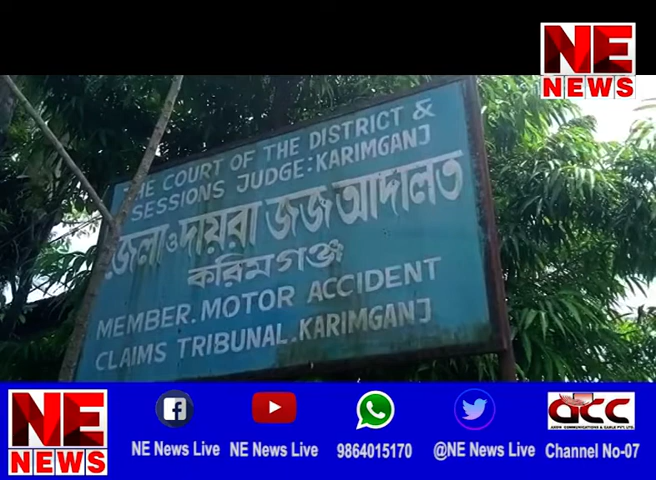 NE
NEWS
THE COURT OF THE DISTRICT &
SESSIONS JUDGE:KARIMGANJ
জেলা ও দায়রা জজ আদালত
করিমগঞ্জ
MEMBER.MOTOR ACCIDENT
CLAIMS TRIBUNAL.KARIMGANJ
NE
NEWS
NE News Live
NE News Live
9864015170
@NE News Live
acc
Channel No-07